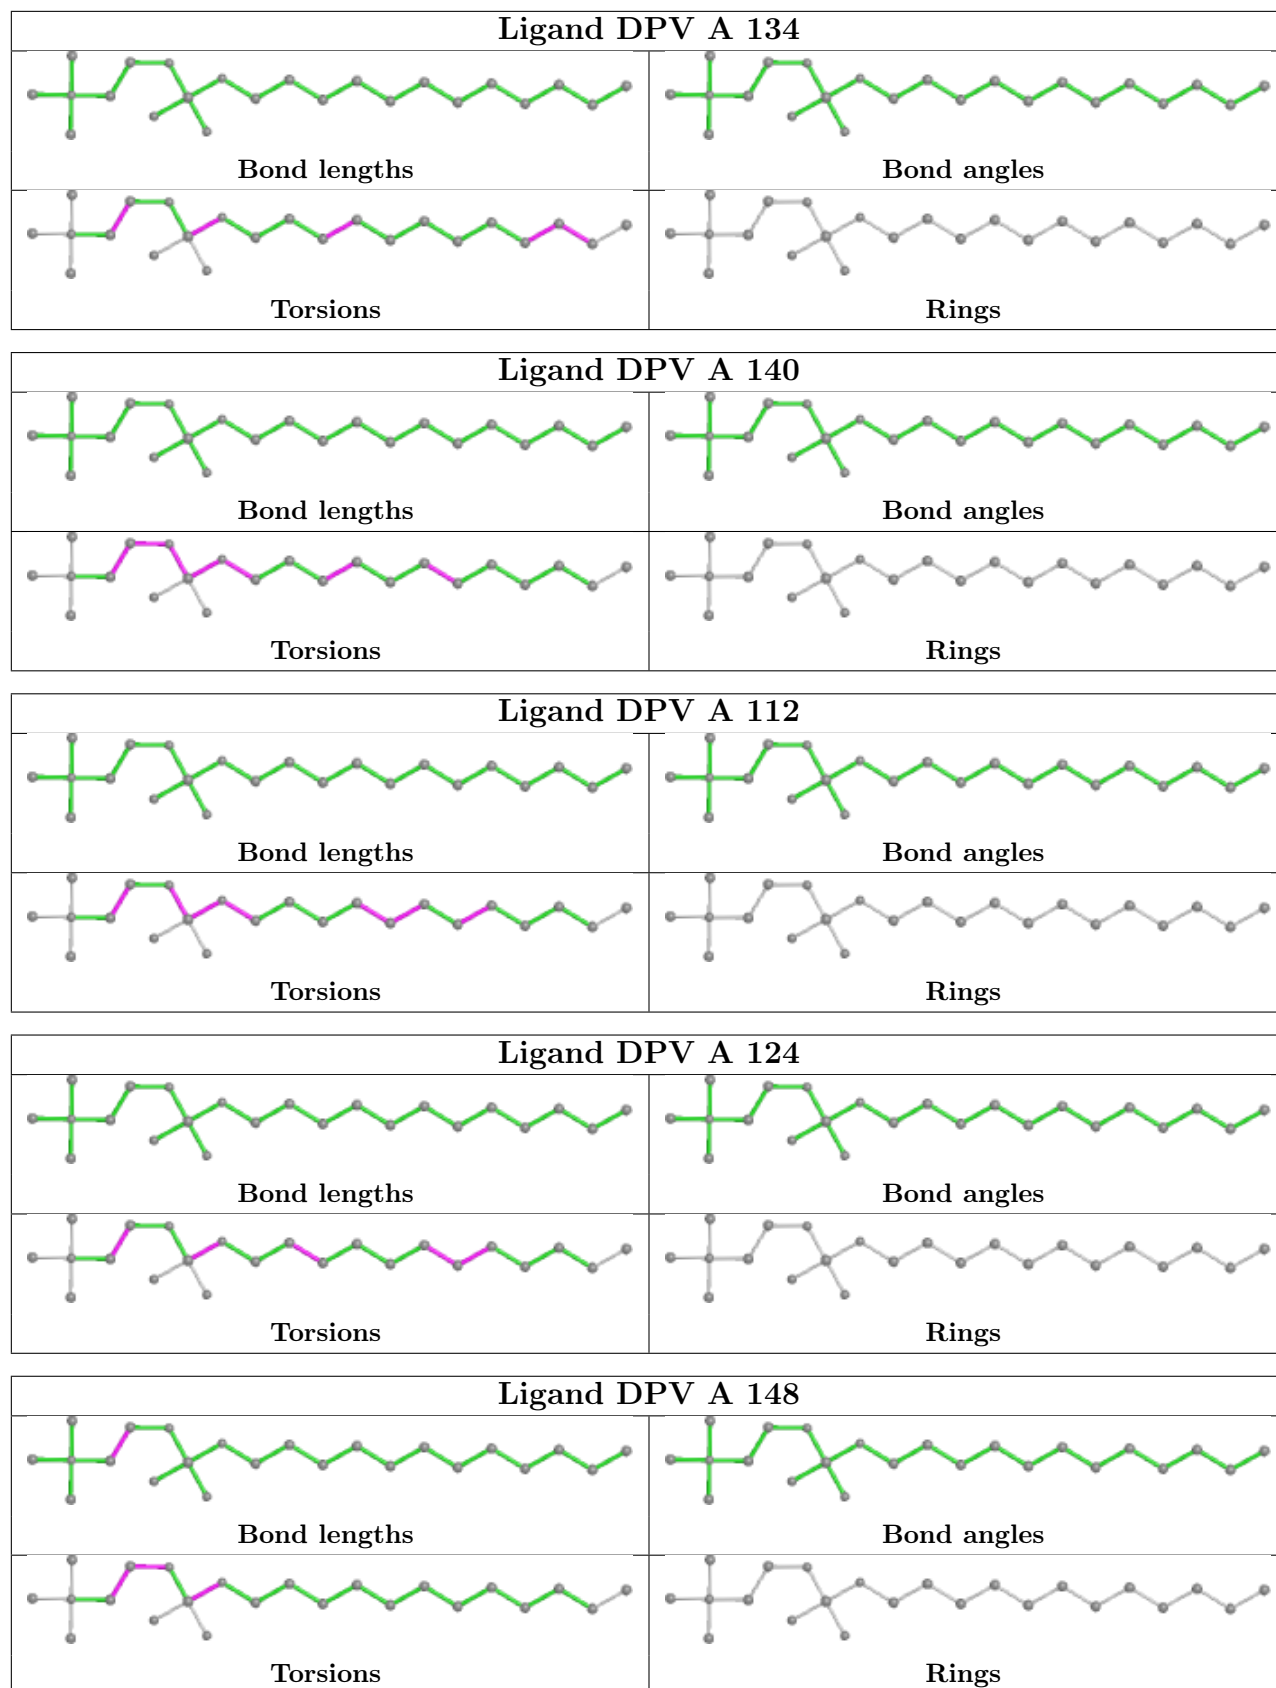 Ligand DPV A 134
Bond lengths
Bond angles
Torsions
Rings
Ligand DPV A 140
Bond lengths
Bond angles
Torsions
Rings
Ligand DPV A 112
Bond lengths
Bond angles
Torsions
Rings
Ligand DPV A 124
Bond lengths
Bond angles
Torsions
Rings
Ligand DPV A 148
Bond lengths
Bond angles
Torsions
Rings